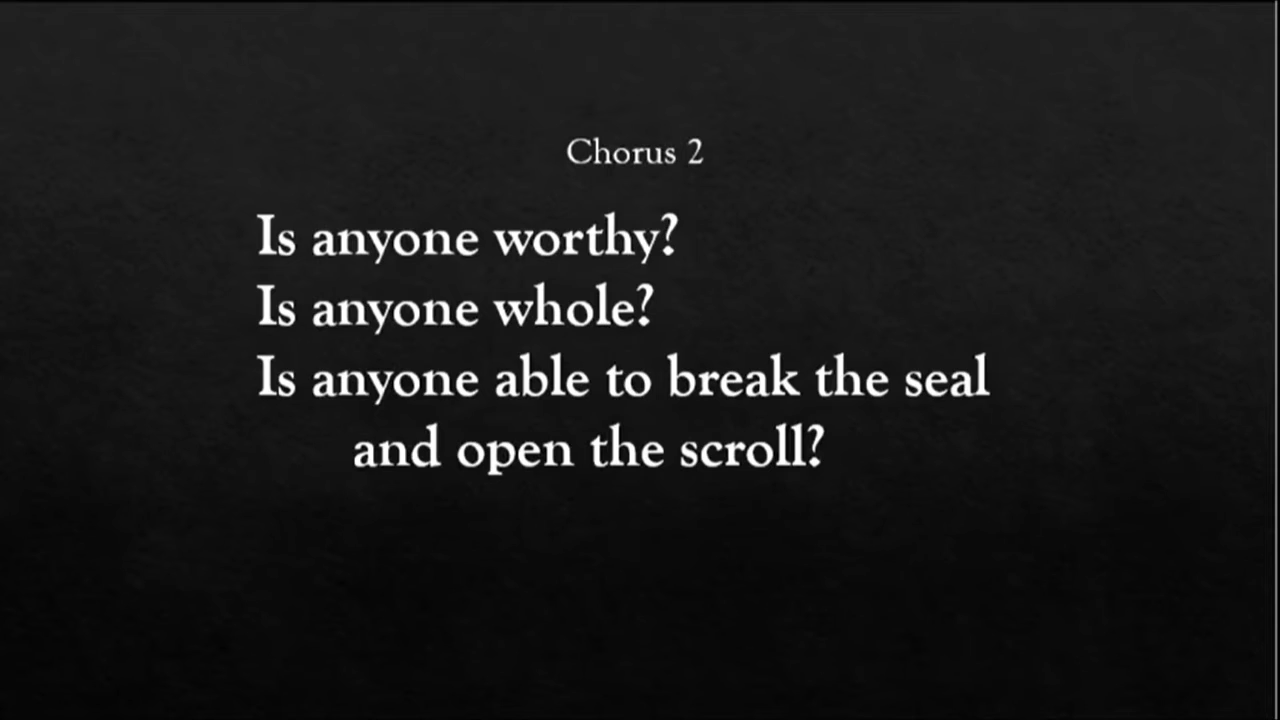 Chorus 2
Is anyone worthy?
Is anyone whole?
Is anyone able to break the seal
and open the scroll?